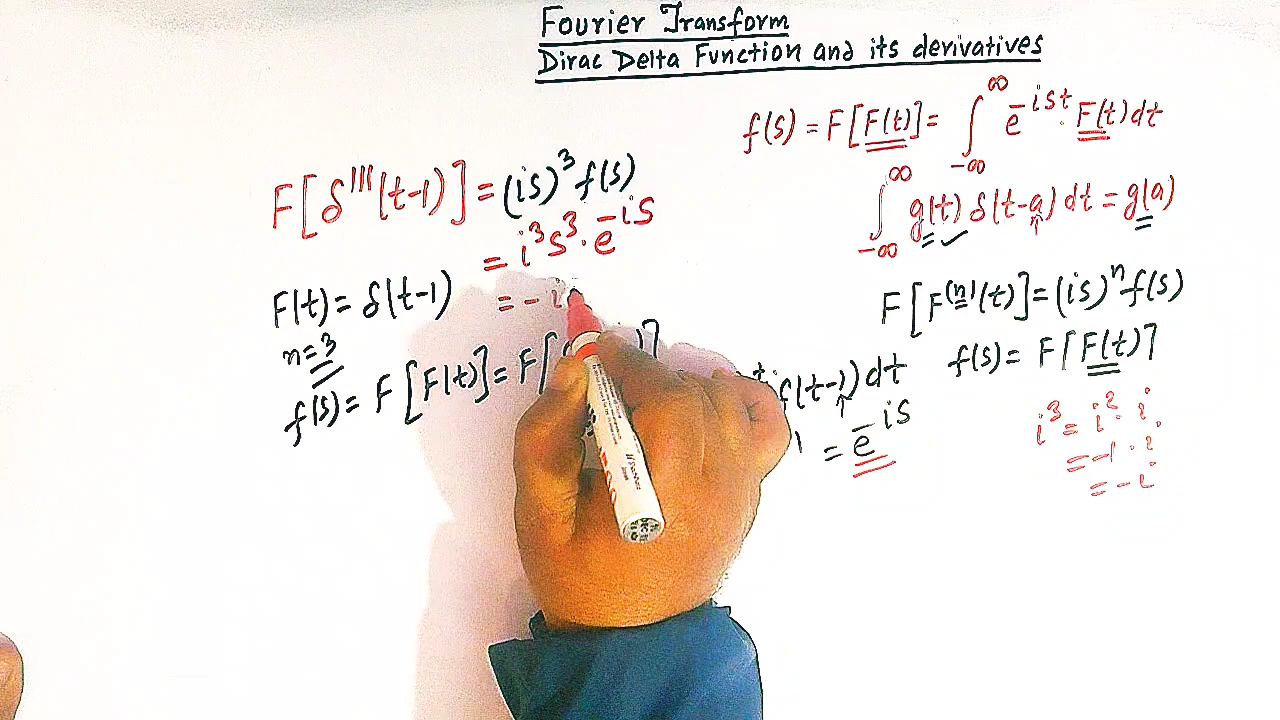 Fourier Transform
Dirac Delta Function and its derivatives
f(s) = F[F(t)] = ∫_{-∞}^{∞} e^{-ist} F(t) dt
∫_{-∞}^{∞} g(t) δ(t-a) dt = g(a)
F[F^{(n)}(t)] = (is)^n f(s)
f(s) = F[F(t)]
i^3 = i^2 . i
= -1 . i
= -i
F[δ'''(t-1)] = (is)^3 f(s)
= i^3 s^3 . e^{-is}
= - i
F(t) = δ(t-1)
n=3
f(s) = F[F(t)] = F[
(t-1) dt
= e^{-is}